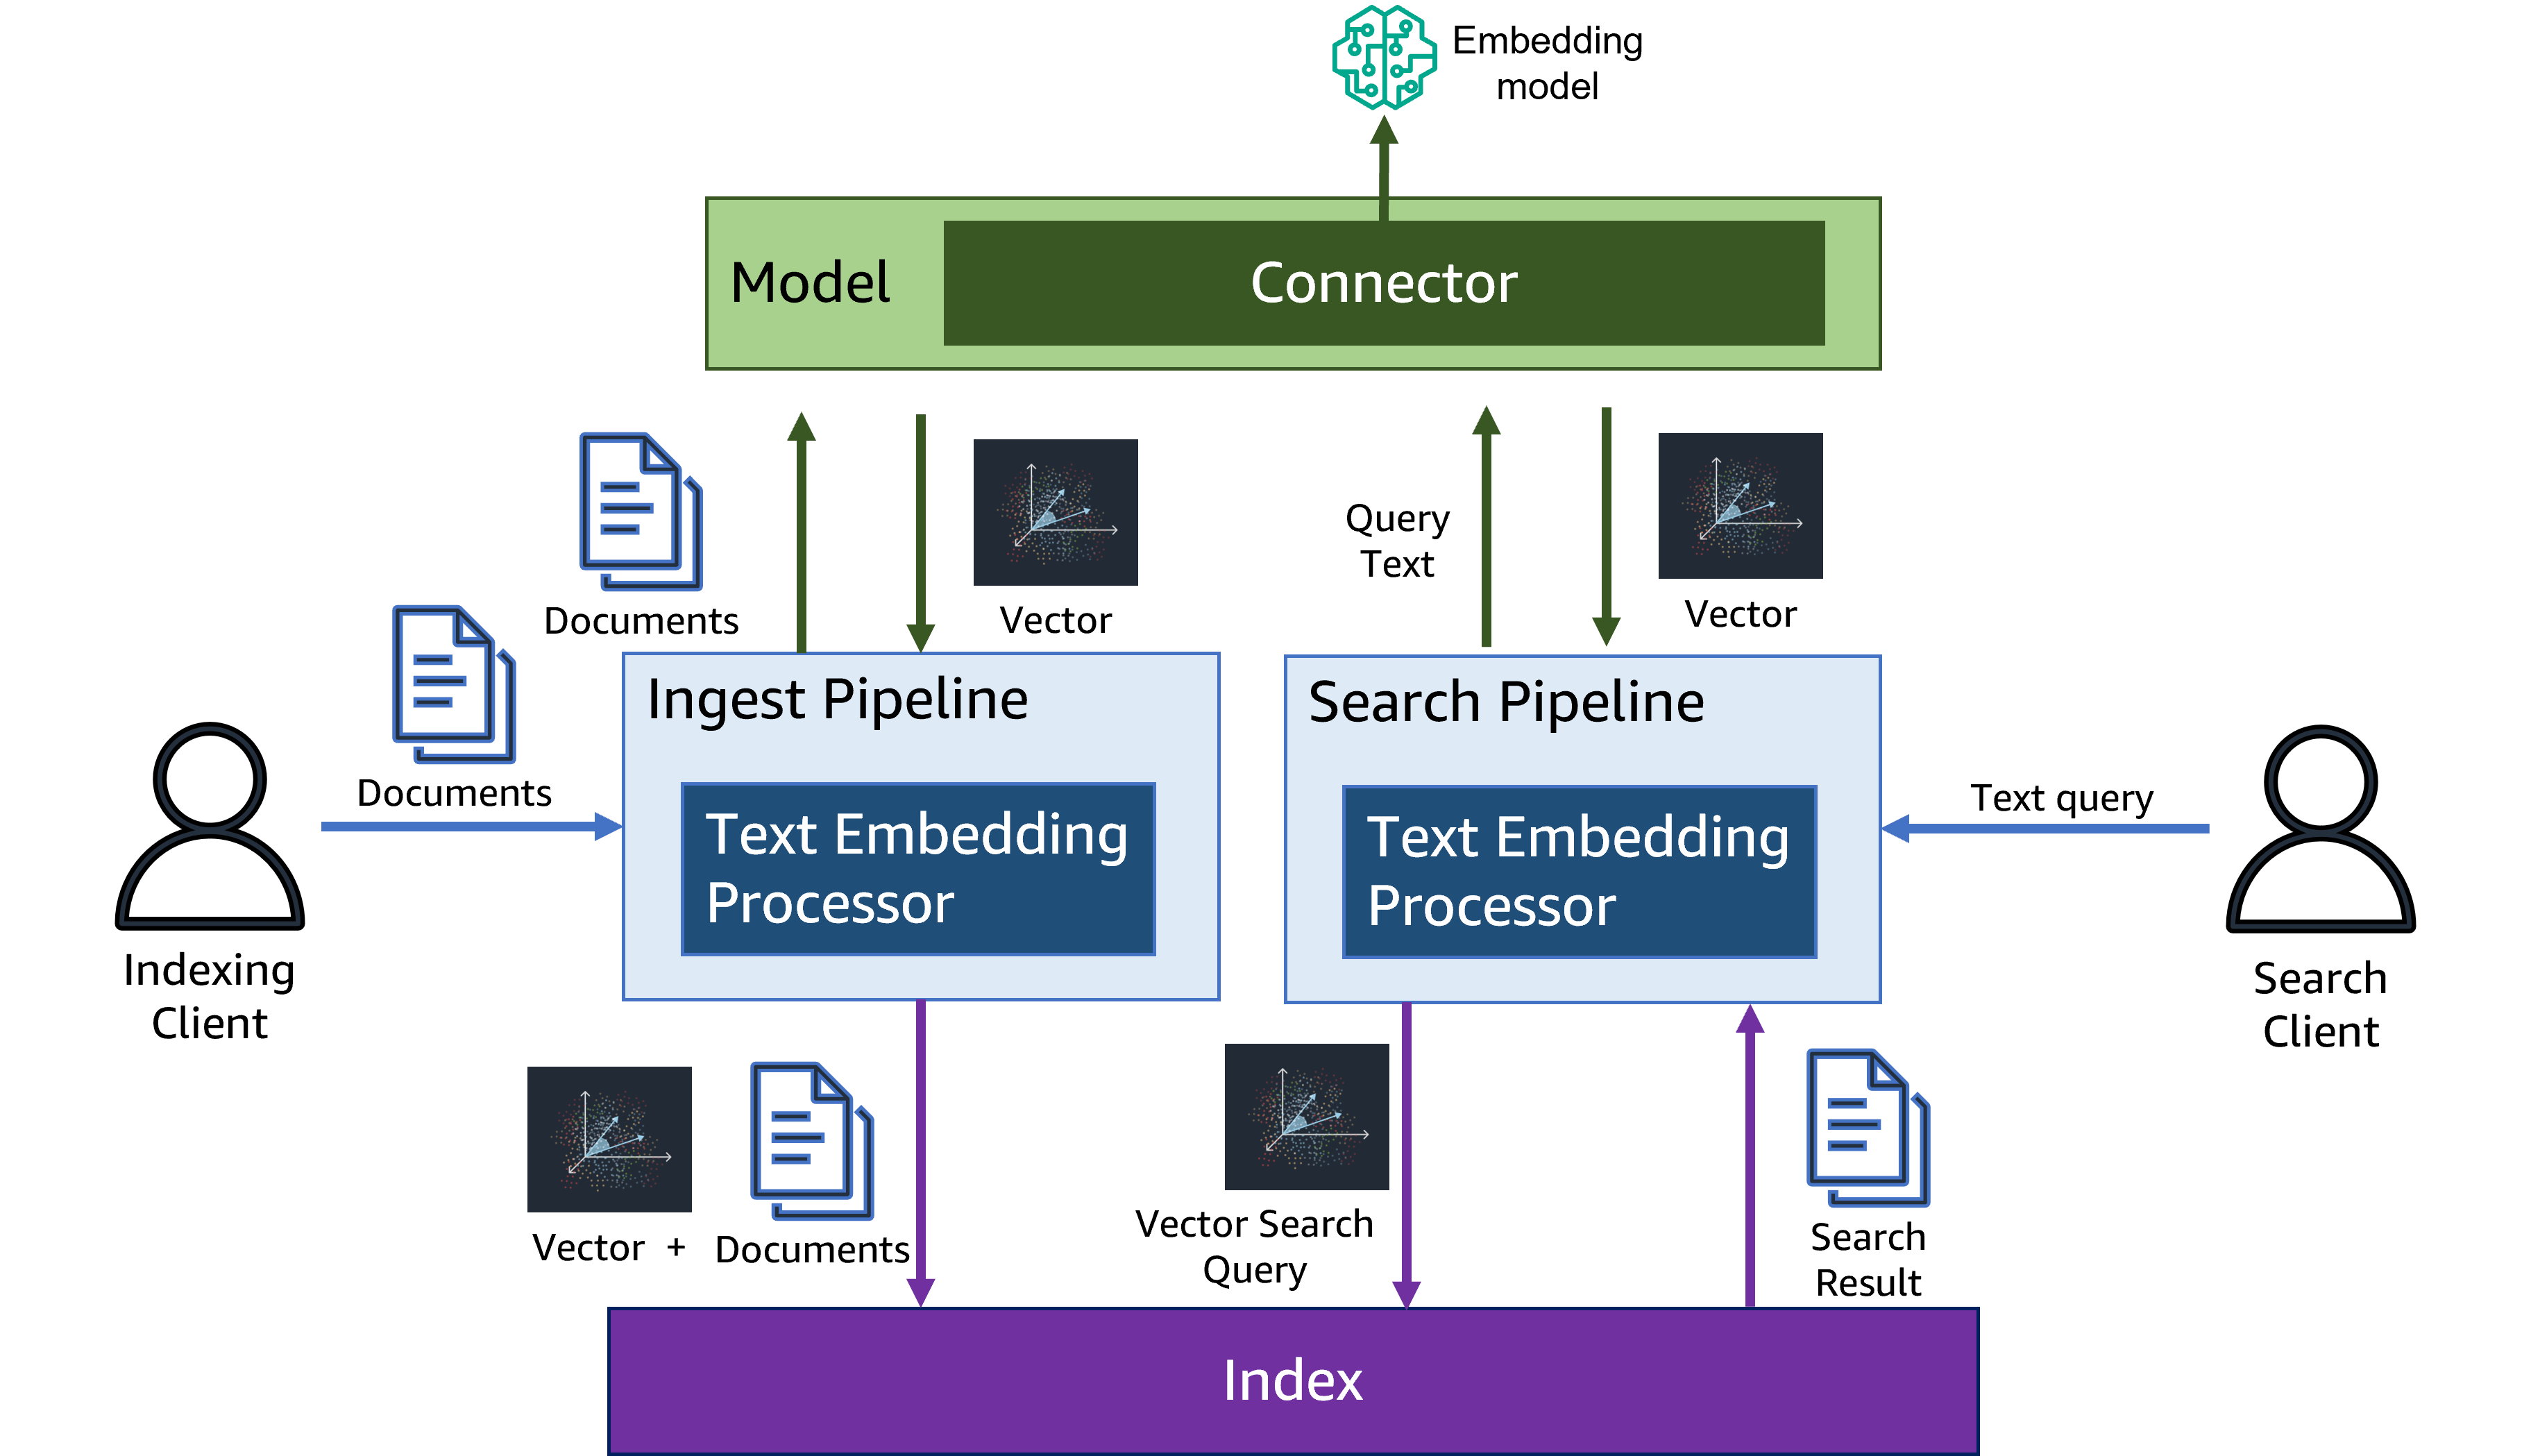 Embedding
model
Model
Connector
Documents
Vector
Query
Text
Vector
Documents
Ingest Pipeline
Text Embedding
Processor
Search Pipeline
Text Embedding
Processor
Text query
Indexing
Client
Search
Client
Vector + Documents
Vector Search
Query
Search
Result
Index